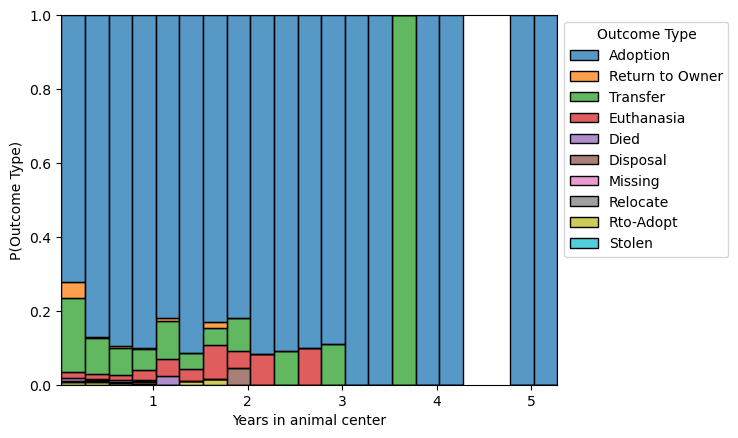 1.0
0.8
0.6
0.4
0.2
0.0
P(Outcome Type)
1 2 3 4 5
Years in animal center
Outcome Type
Adoption
Return to Owner
Transfer
Euthanasia
Died
Disposal
Missing
Relocate
Rto-Adopt
Stolen